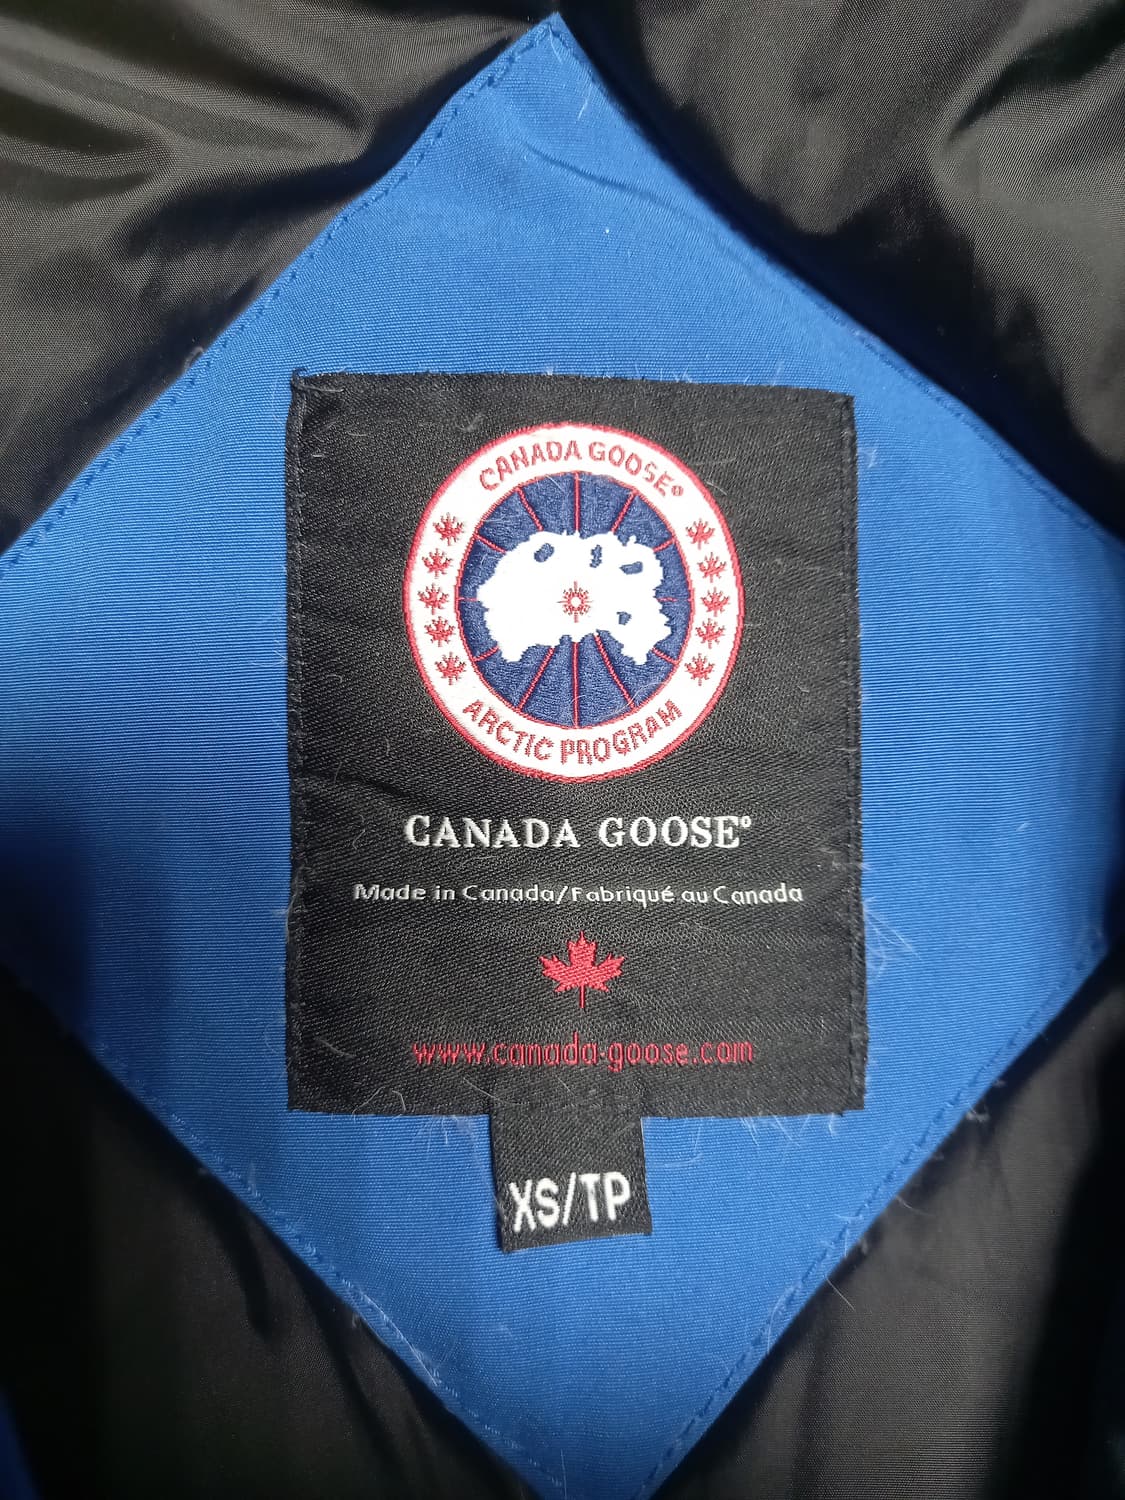 CANADA GOOSE°
ARCTIC PROGRAM
CANADA GOOSE°
Made in Canada/Fabriqué au Canada
www.canada-goose.com
XS/TP